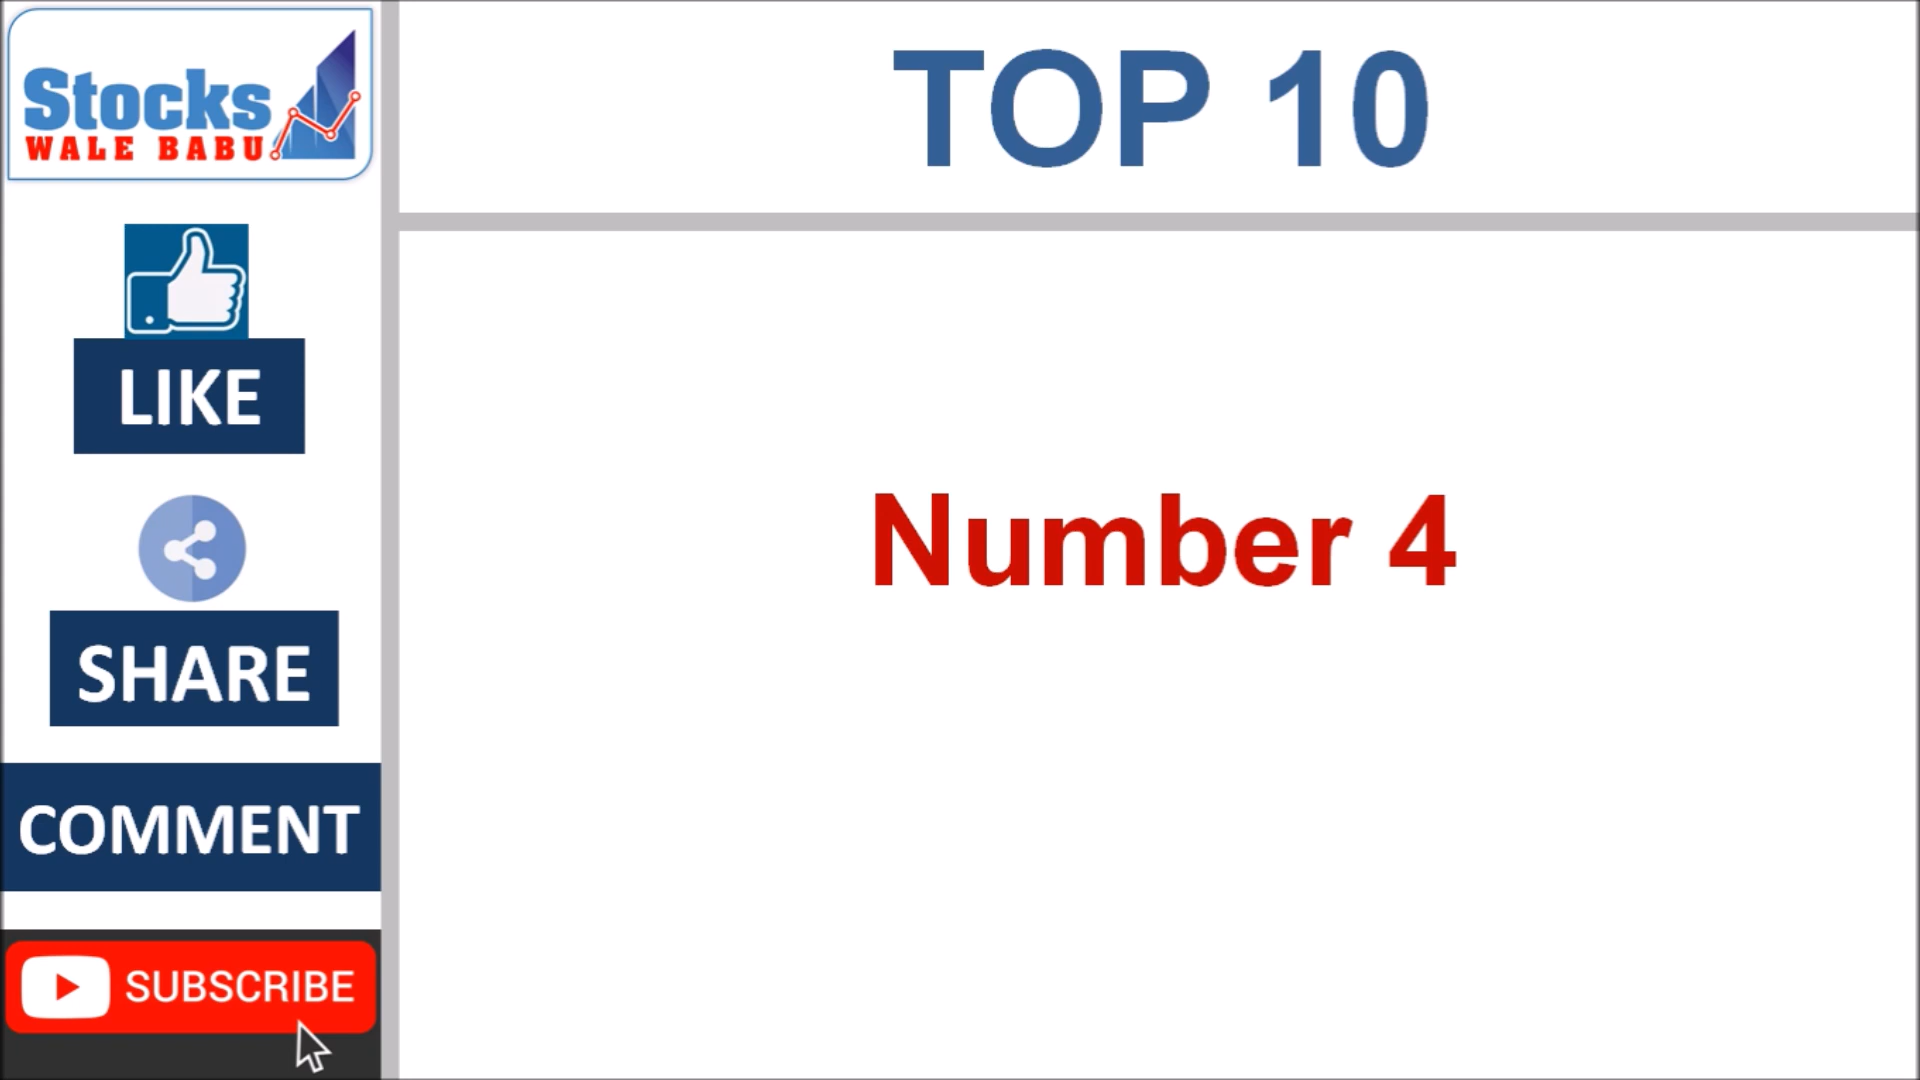 Stocks
WALE BABU
LIKE
SHARE
COMMENT
SUBSCRIBE
TOP 10
Number 4